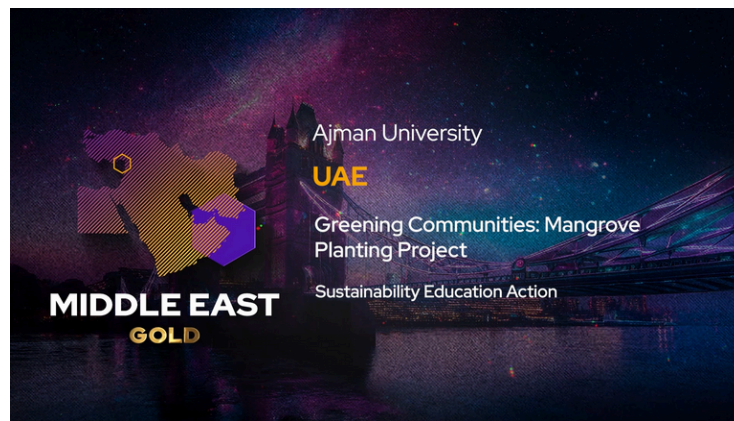 Ajman University
UAE
Greening Communities: Mangrove
Planting Project
Sustainability Education Action
MIDDLE EAST
GOLD